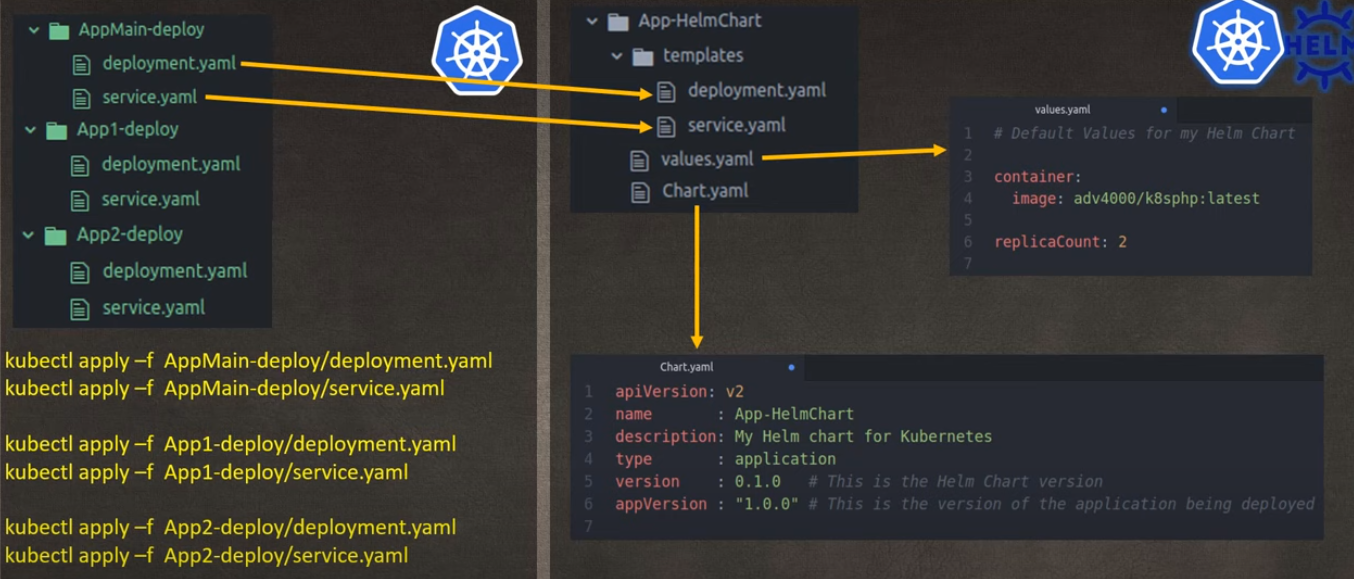 AppMain-deploy
deployment.yaml
service.yaml
App1-deploy
deployment.yaml
service.yaml
App2-deploy
deployment.yaml
service.yaml
kubectl apply –f AppMain-deploy/deployment.yaml
kubectl apply –f AppMain-deploy/service.yaml
kubectl apply –f App1-deploy/deployment.yaml
kubectl apply –f App1-deploy/service.yaml
kubectl apply –f App2-deploy/deployment.yaml
kubectl apply –f App2-deploy/service.yaml
App-HelmChart
templates
deployment.yaml
service.yaml
values.yaml
Chart.yaml
HELM
values.yaml
1 # Default Values for my Helm Chart
2
3 container:
4 image: adv4000/k8sphp:latest
5
6 replicaCount: 2
7
Chart.yaml
1 apiVersion: v2
2 name : App-HelmChart
3 description: My Helm chart for Kubernetes
4 type : application
5 version : 0.1.0 # This is the Helm Chart version
6 appVersion : "1.0.0" # This is the version of the application being deployed
7